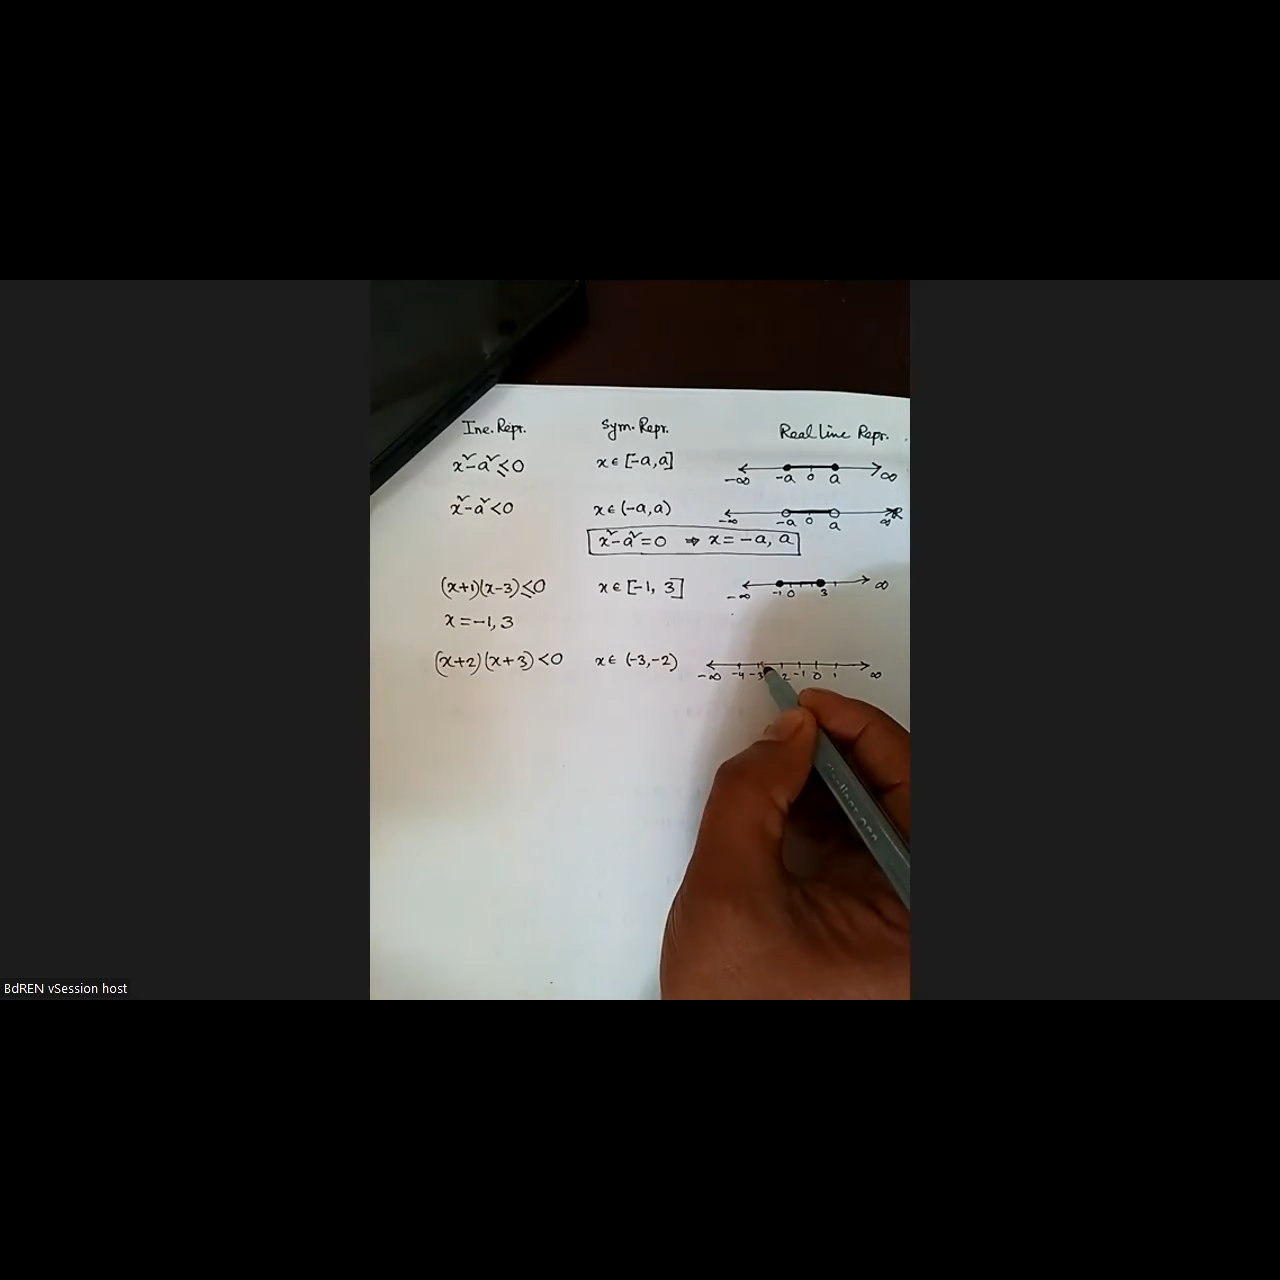 Ine. Repr. Sym. Repr. Real Line Repr.
x²-a² ≤ 0 x ∈ [-a, a] -∞ -a 0 a ∞
x²-a² < 0 x ∈ (-a, a) -∞ -a 0 a ∞
x²-a² = 0 ⇒ x = -a, a
(x+1)(x-3) ≤ 0 x ∈ [-1, 3] -∞ -1 0 3 ∞
x = -1, 3
(x+2)(x+3) < 0 x ∈ (-3, -2) -∞ -4 -3 2 -1 0 1 ∞
BdREN vSession host